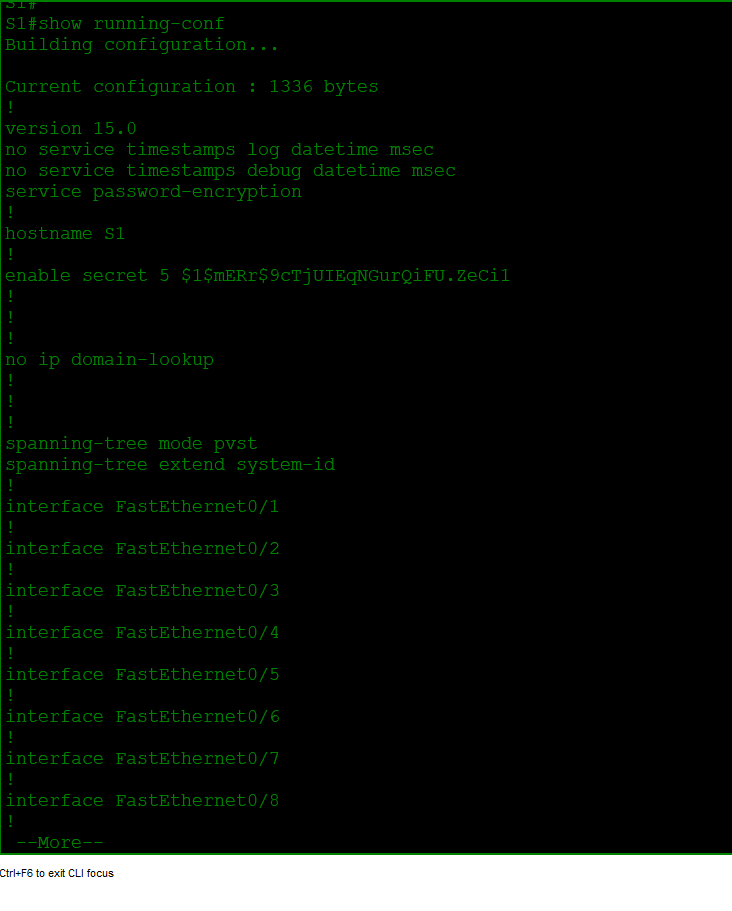 S1#
S1#show running-conf
Building configuration...
Current configuration : 1336 bytes
!
version 15.0
no service timestamps log datetime msec
no service timestamps debug datetime msec
service password-encryption
!
hostname S1
!
enable secret 5 $1$mERr$9cTjUIEqNGurQiFU.ZeCi1
!
!
!
no ip domain-lookup
!
!
!
spanning-tree mode pvst
spanning-tree extend system-id
!
interface FastEthernet0/1
!
interface FastEthernet0/2
!
interface FastEthernet0/3
!
interface FastEthernet0/4
!
interface FastEthernet0/5
!
interface FastEthernet0/6
!
interface FastEthernet0/7
!
interface FastEthernet0/8
!
--More--
Ctrl+F6 to exit CLI focus